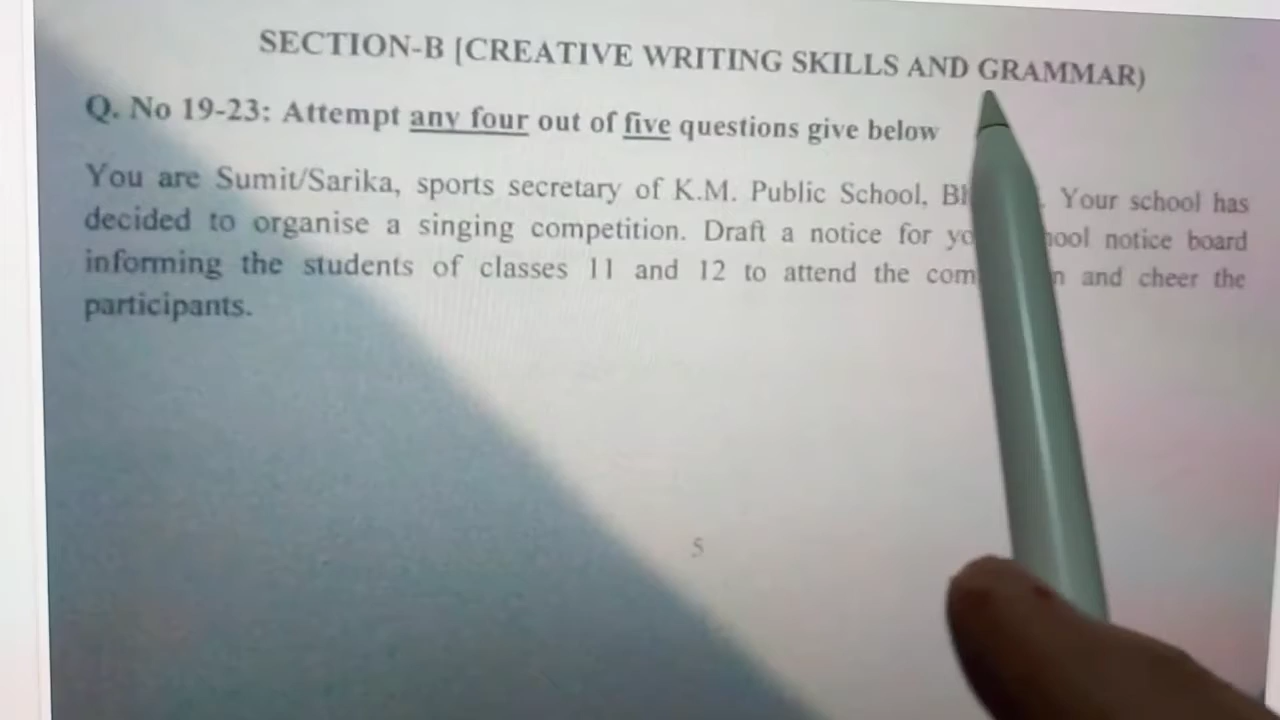 SECTION-B [CREATIVE WRITING SKILLS AND GRAMMAR)
Q. No 19-23: Attempt any four out of five questions give below
You are Sumit/Sarika, sports secretary of K.M. Public School, Your school has
decided to organise a singing competition. Draft a notice for notice board
informing the students of classes 11 and 12 to attend the and cheer the
participants.
5